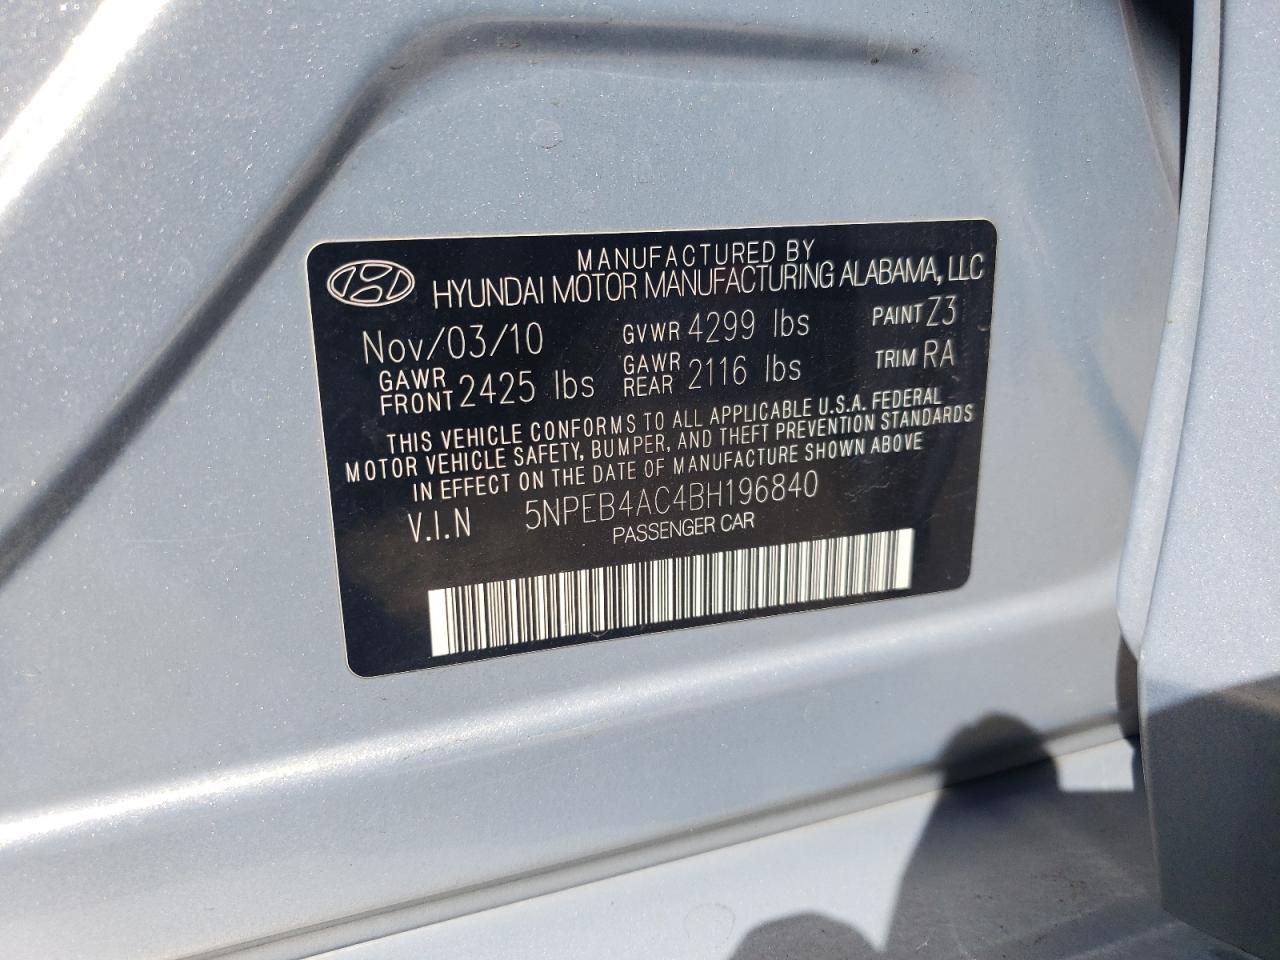 MANUFACTURED BY
HYUNDAI MOTOR MANUFACTURING ALABAMA, LLC
Nov/03/10 GVWR 4299 lbs PAINT Z3
GAWR FRONT 2425 lbs GAWR REAR 2116 lbs TRIM RA
THIS VEHICLE CONFORMS TO ALL APPLICABLE U.S.A. FEDERAL
MOTOR VEHICLE SAFETY, BUMPER, AND THEFT PREVENTION STANDARDS
IN EFFECT ON THE DATE OF MANUFACTURE SHOWN ABOVE
V.I.N 5NPEB4AC4BH196840
PASSENGER CAR